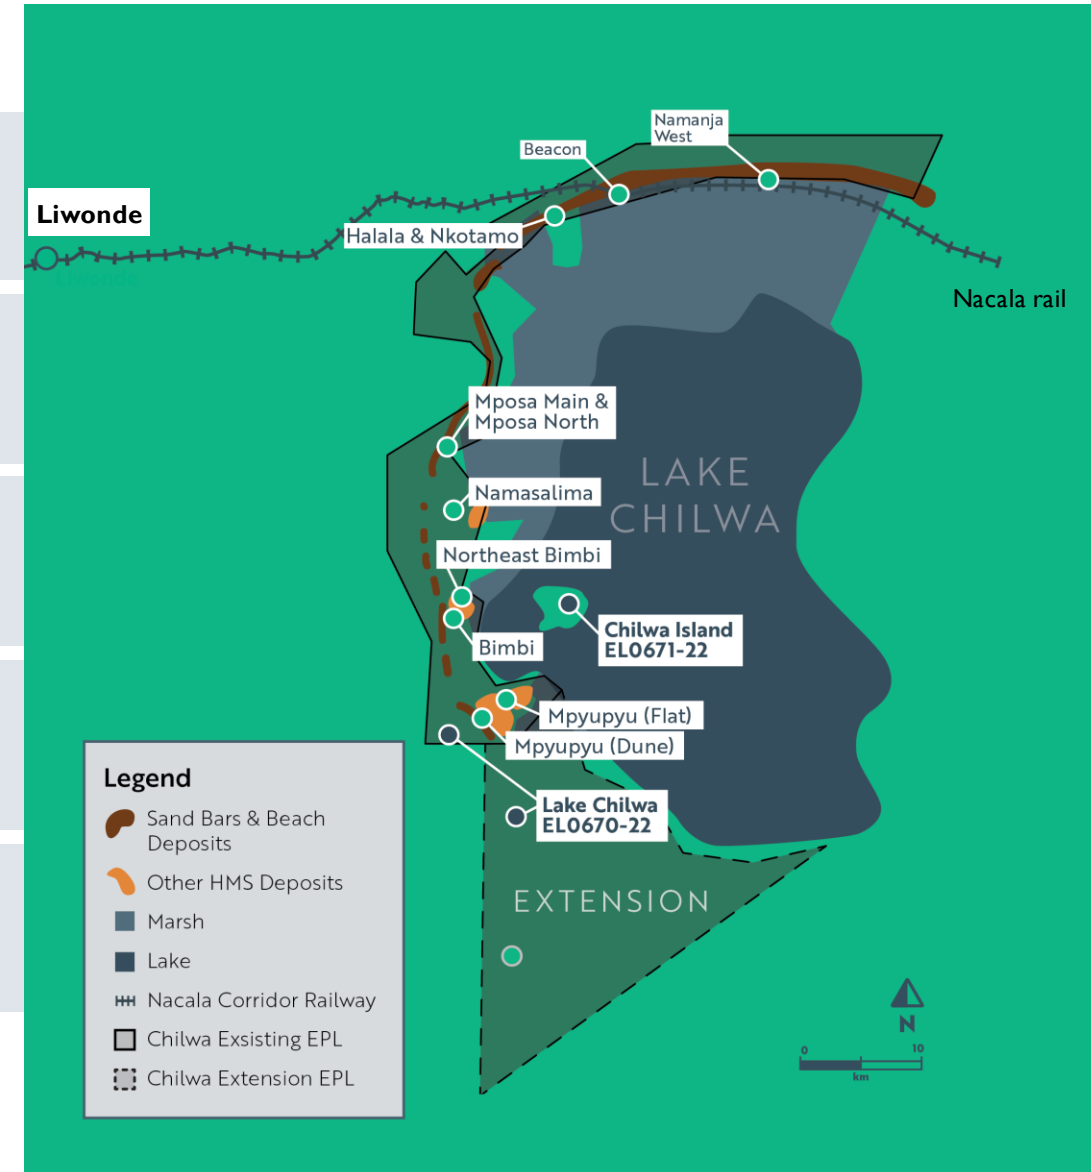 Namanja
West
Beacon
Liwonde
Halala & Nkotamo
Liwonde
Nacala rail
Mposa Main &
Mposa North
LAKE
CHILWA
Namasalima
Northeast Bimbi
Chilwa Island
EL0671-22
Bimbi
Mpyupyu (Flat)
Mpyupyu (Dune)
Lake Chilwa
EL0670-22
EXTENSION
Legend
Sand Bars & Beach
Deposits
Other HMS Deposits
Marsh
Lake
Nacala Corridor Railway
Chilwa Exsisting EPL
Chilwa Extension EPL
N
0 10
km